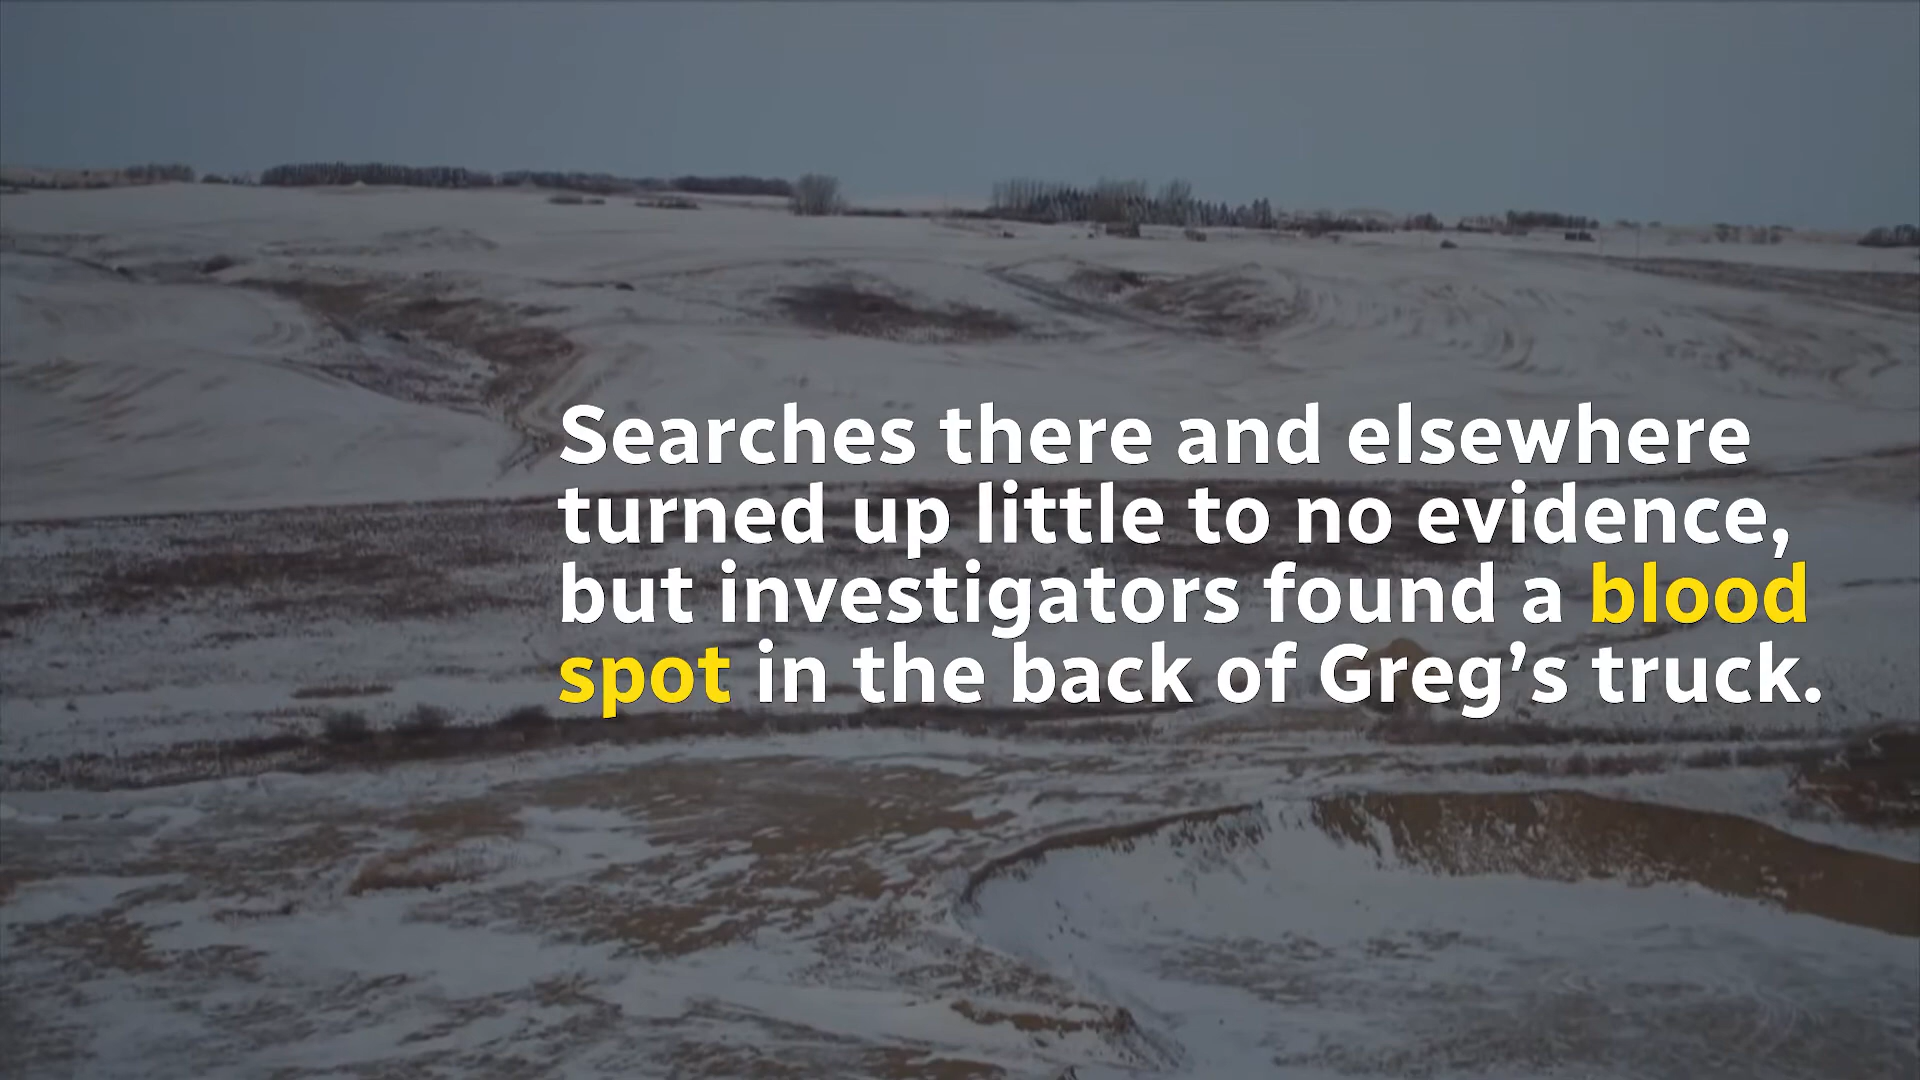 Searches there and elsewhere
turned up little to no evidence,
but investigators found a blood
spot in the back of Greg’s truck.